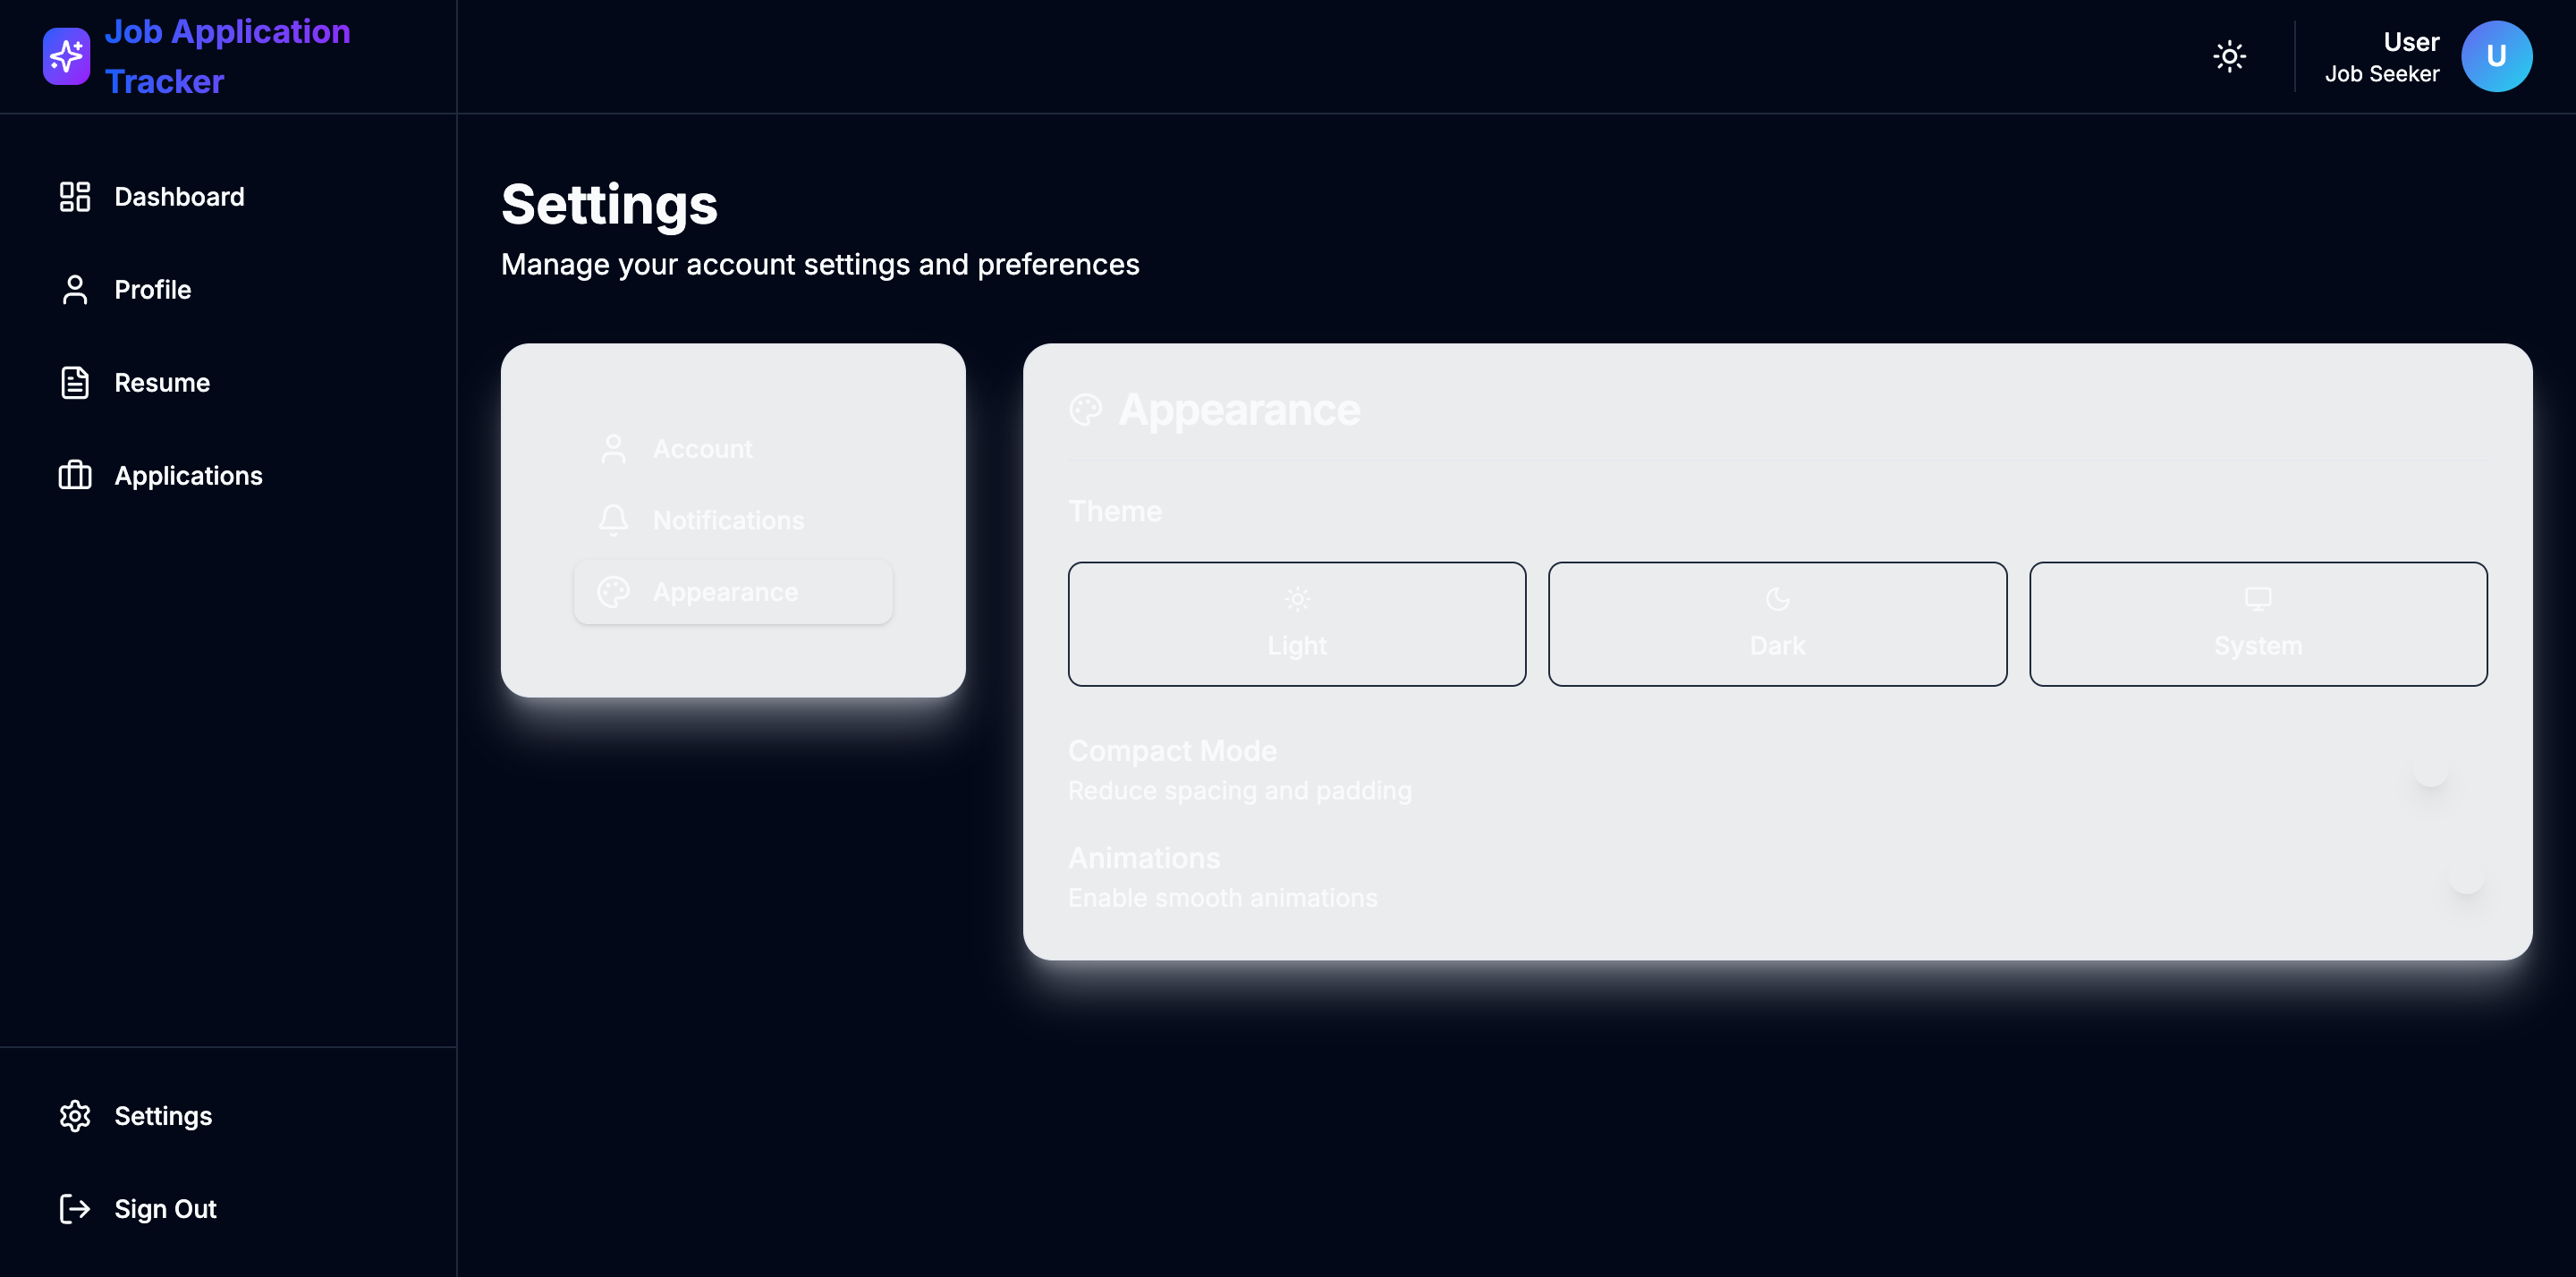 Job Application
Tracker
User
Job Seeker
U
Dashboard
Profile
Resume
Applications
Settings
Sign Out
Settings
Manage your account settings and preferences
Account
Notifications
Appearance
Appearance
Theme
Light
Dark
System
Compact Mode
Reduce spacing and padding
Animations
Enable smooth animations